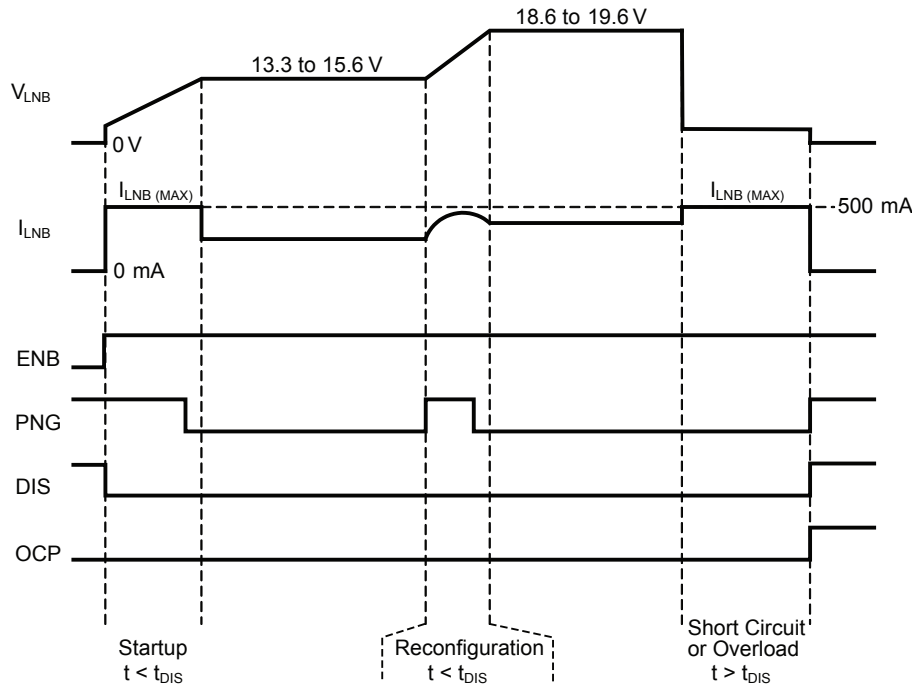 18.6 to 19.6 V
13.3 to 15.6 V
VLNB
0 V
ILNB (MAX)
ILNB (MAX)
500 mA
ILNB
0 mA
ENB
PNG
DIS
OCP
Startup
t < tDIS
Reconfiguration
t < tDIS
Short Circuit
or Overload
t > tDIS